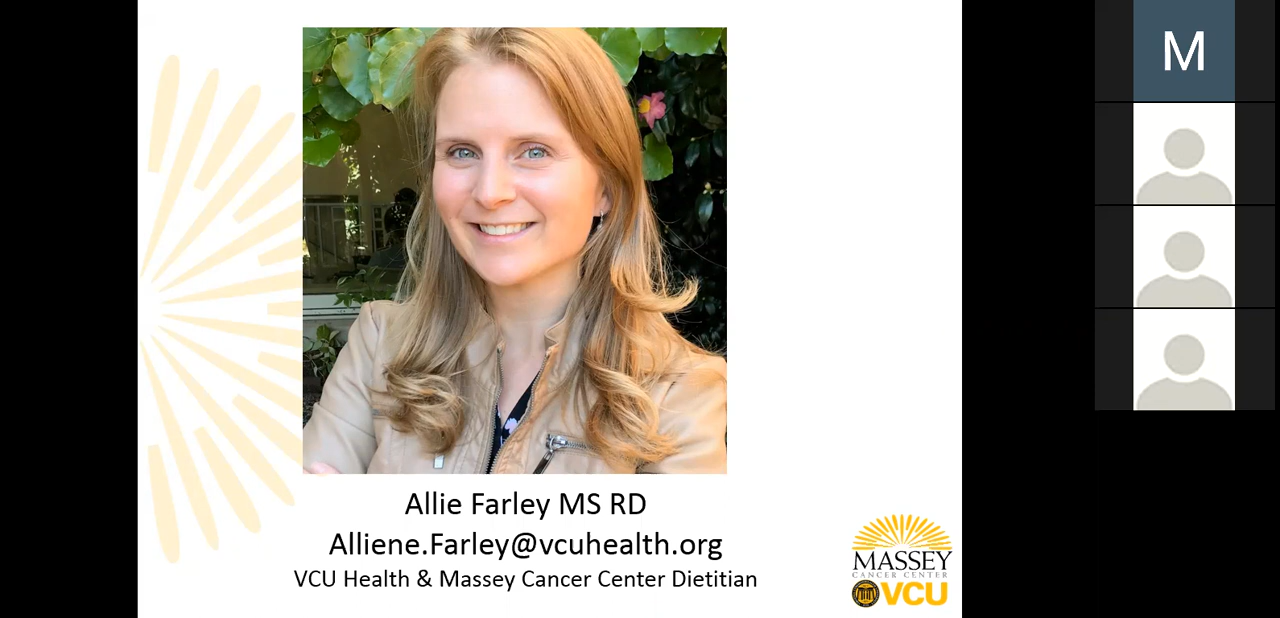 M
Allie Farley MS RD
Alliene.Farley@vcuhealth.org
VCU Health & Massey Cancer Center Dietitian
MASSEY
CANCER CENTER
VCU